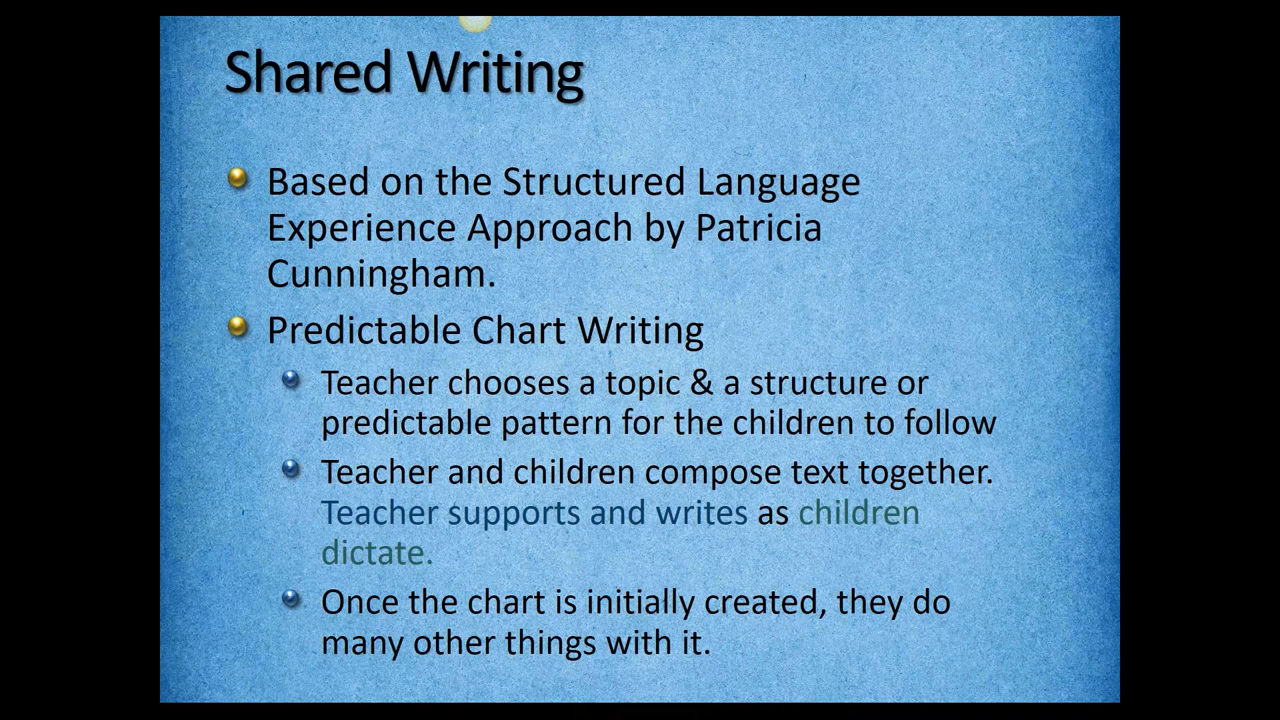 Shared Writing
Based on the Structured Language
Experience Approach by Patricia
Cunningham.
Predictable Chart Writing
Teacher chooses a topic & a structure or
predictable pattern for the children to follow
Teacher and children compose text together.
Teacher supports and writes as children
dictate.
Once the chart is initially created, they do
many other things with it.